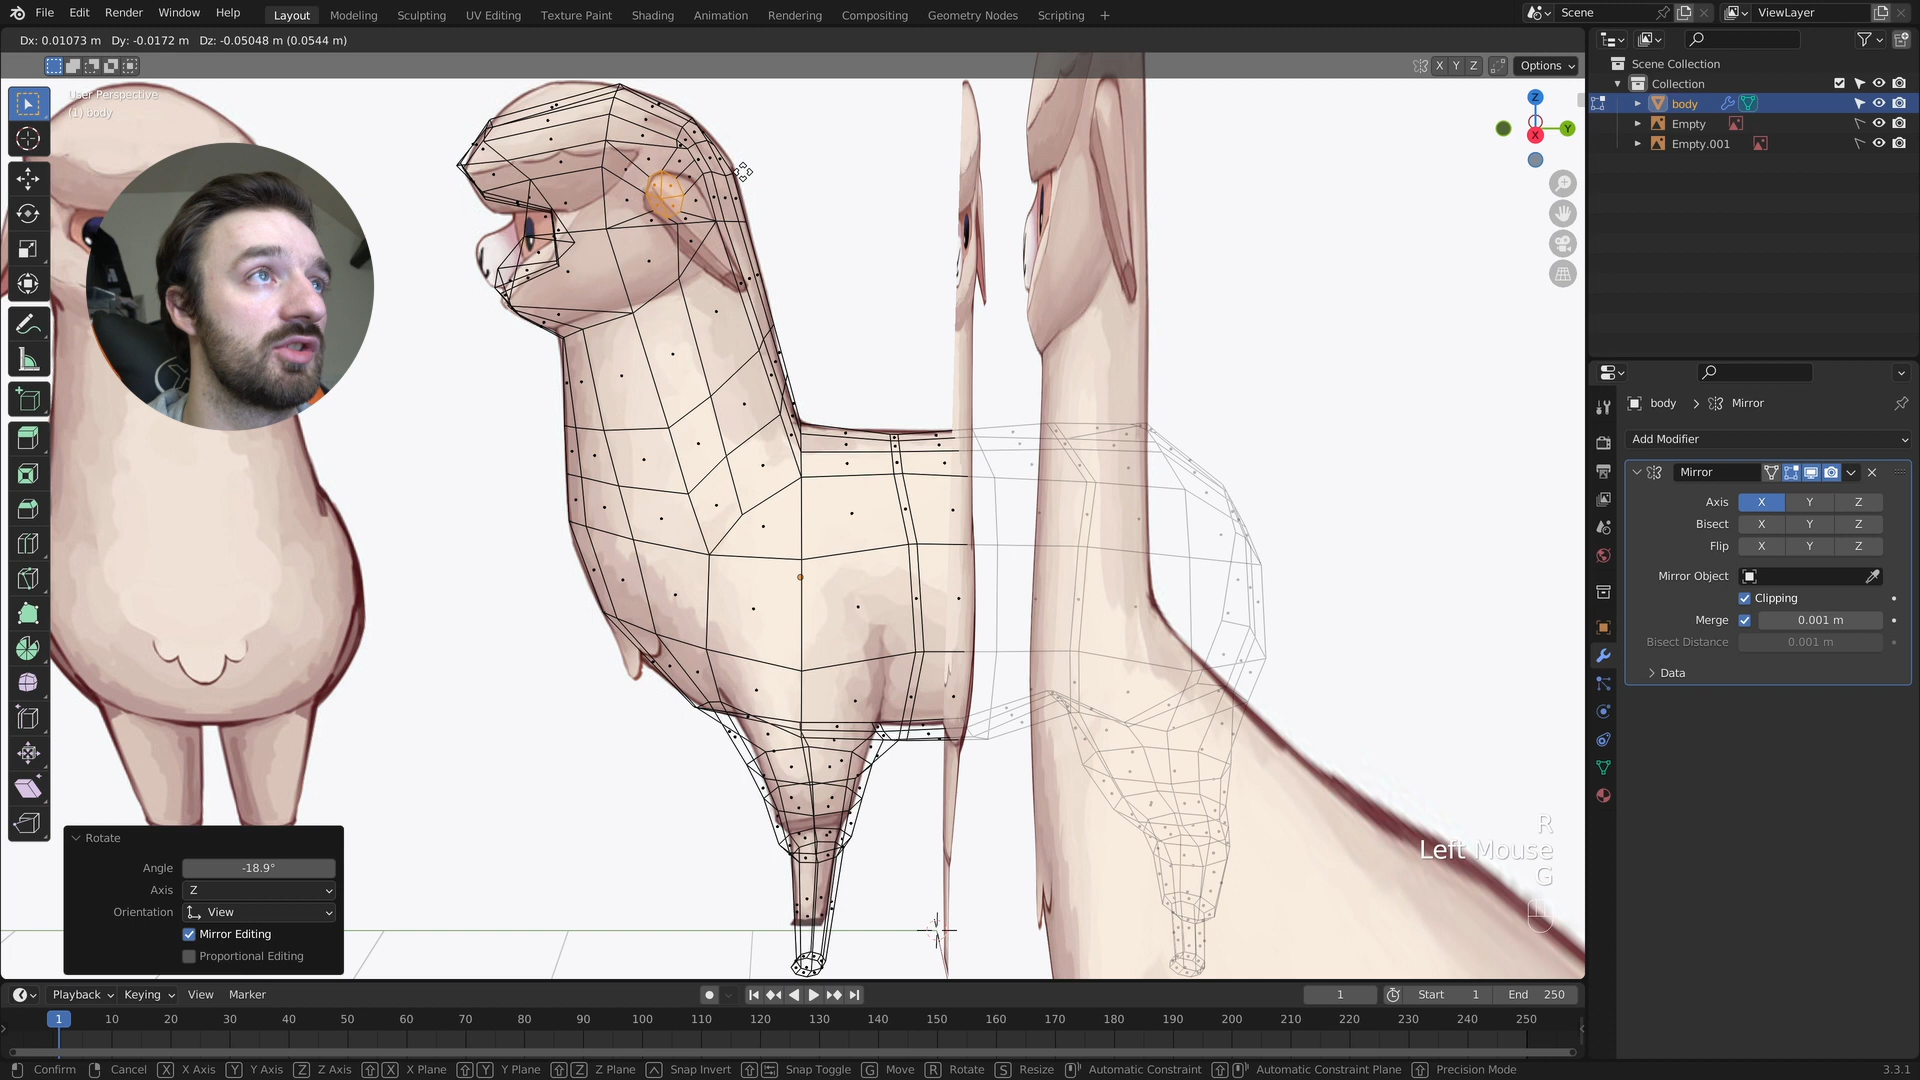 File Edit Render Window Help Layout Modeling Sculpting UV Editing Texture Paint Shading Animation Rendering Compositing Geometry Nodes Scripting + Scene ViewLayer
Dx: 0.01073 m Dy: -0.0172 m Dz: -0.05048 m (0.0544 m)
X Y Z Options
User Perspective
(1) body
Z
Y
X
Scene Collection
Collection
body
Empty
Empty.001
body > Mirror
Add Modifier
Mirror
Axis X Y Z
Bisect X Y Z
Flip X Y Z
Mirror Object
Clipping
Merge 0.001 m
Bisect Distance 0.001 m
Data
Rotate
Angle -18.9°
Axis Z
Orientation View
Mirror Editing
Proportional Editing
R
Left Mouse
G
Playback Keying View Marker 1 Start 1 End 250
1 10 20 30 40 50 60 70 80 90 100 110 120 130 140 150 160 170 180 190 200 210 220 230 240 250
Confirm Cancel X X Axis Y Y Axis Z Z Axis X X Plane Y Y Plane Z Z Plane Snap Invert Snap Toggle G Move R Rotate S Resize Automatic Constraint Automatic Constraint Plane Precision Mode 3.3.1